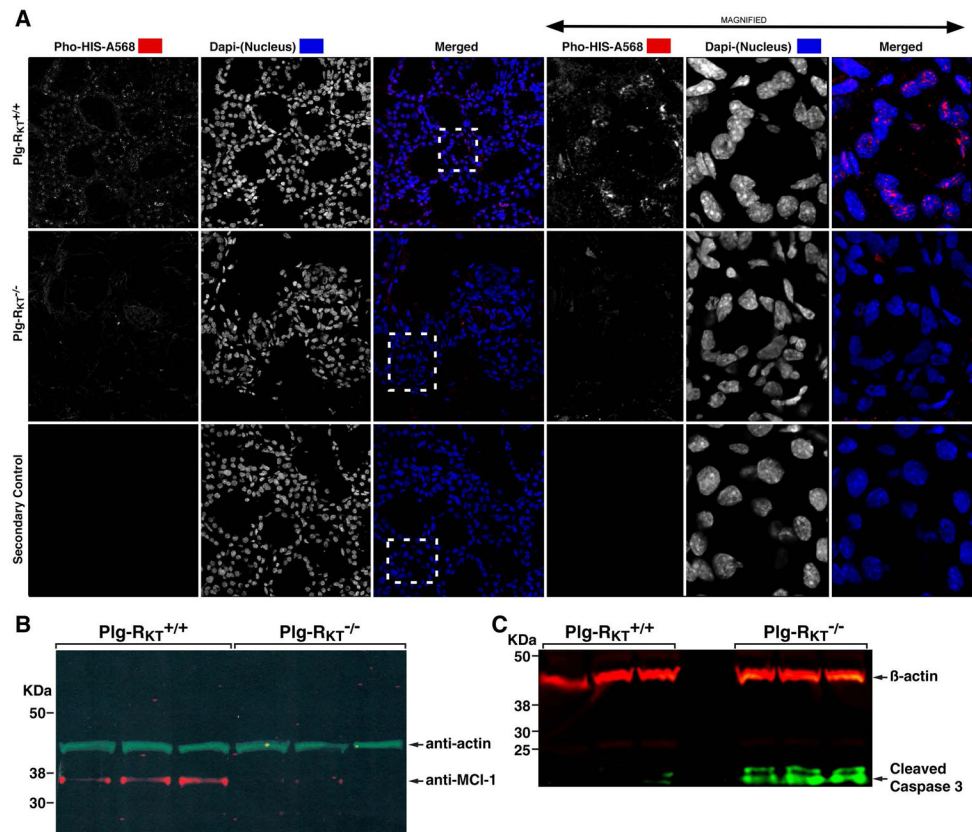 A
MAGNIFIED
Pho-HIS-A568 Dapi-(Nucleus) Merged Pho-HIS-A568 Dapi-(Nucleus) Merged
Plg-RKT+/+
Plg-RKT-/-
Secondary Control
B
Plg-RKT+/+ Plg-RKT-/-
KDa
50
38
30
anti-actin
anti-MCl-1
C
Plg-RKT+/+ Plg-RKT-/-
KDa
50
38
30
25
ß-actin
Cleaved
Caspase 3